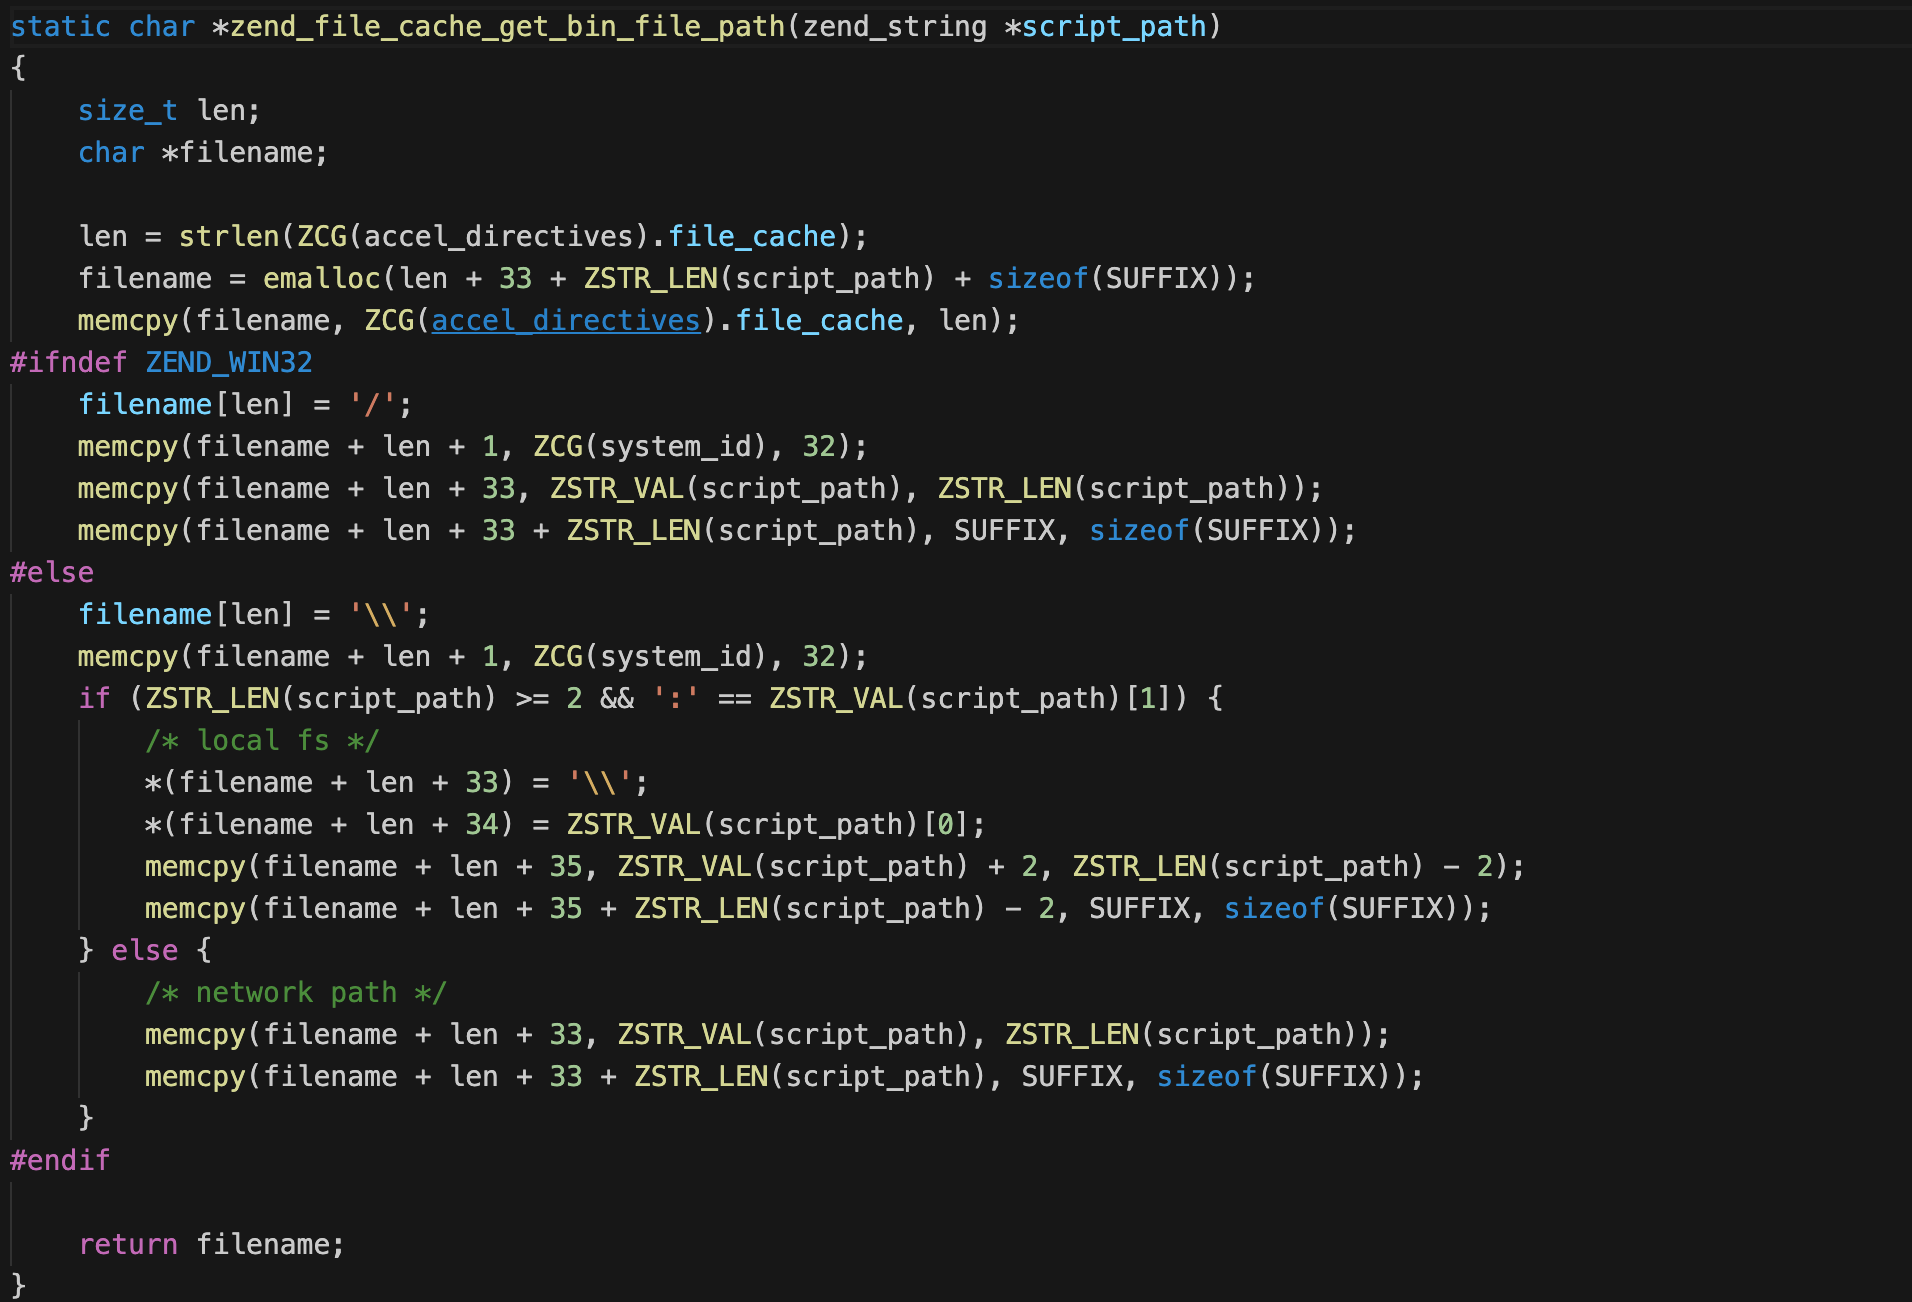 static char *zend_file_cache_get_bin_file_path(zend_string *script_path)
{
    size_t len;
    char *filename;

    len = strlen(ZCG(accel_directives).file_cache);
    filename = emalloc(len + 33 + ZSTR_LEN(script_path) + sizeof(SUFFIX));
    memcpy(filename, ZCG(accel_directives).file_cache, len);
#ifndef ZEND_WIN32
    filename[len] = '/';
    memcpy(filename + len + 1, ZCG(system_id), 32);
    memcpy(filename + len + 33, ZSTR_VAL(script_path), ZSTR_LEN(script_path));
    memcpy(filename + len + 33 + ZSTR_LEN(script_path), SUFFIX, sizeof(SUFFIX));
#else
    filename[len] = '\\';
    memcpy(filename + len + 1, ZCG(system_id), 32);
    if (ZSTR_LEN(script_path) >= 2 && ':' == ZSTR_VAL(script_path)[1]) {
        /* local fs */
        *(filename + len + 33) = '\\';
        *(filename + len + 34) = ZSTR_VAL(script_path)[0];
        memcpy(filename + len + 35, ZSTR_VAL(script_path) + 2, ZSTR_LEN(script_path) - 2);
        memcpy(filename + len + 35 + ZSTR_LEN(script_path) - 2, SUFFIX, sizeof(SUFFIX));
    } else {
        /* network path */
        memcpy(filename + len + 33, ZSTR_VAL(script_path), ZSTR_LEN(script_path));
        memcpy(filename + len + 33 + ZSTR_LEN(script_path), SUFFIX, sizeof(SUFFIX));
    }
#endif

    return filename;
}